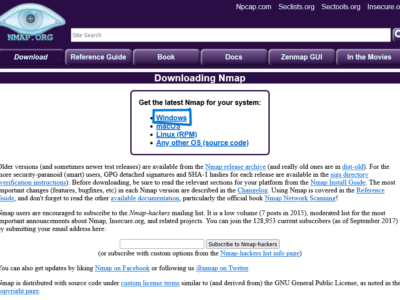 Npcap.com Seclists.org Sectools.org Insecure.o
NMAP.ORG
Site Search
Download Reference Guide Book Docs Zenmap GUI In the Movies
Downloading Nmap
Get the latest Nmap for your system:
Windows
macOS
Linux (RPM)
Any other OS (source code)
Older versions (and sometimes newer test releases) are available from the Nmap release archive (and really old ones are in dist-old). For the
more security-paranoid (smart) users, GPG detached signatures and SHA-1 hashes for each release are available in the sigs directory
(verification instructions). Before downloading, be sure to read the relevant sections for your platform from the Nmap Install Guide. The most
important changes (features, bugfixes, etc) in each Nmap version are described in the Changelog. Using Nmap is covered in the Reference
Guide, and don't forget to read the other available documentation, particularly the official book Nmap Network Scanning!
Nmap users are encouraged to subscribe to the Nmap-hackers mailing list. It is a low volume (7 posts in 2015), moderated list for the most
important announcements about Nmap, Insecure.org, and related projects. You can join the 128,953 current subscribers (as of September 2017)
by submitting your email address here:
Subscribe to Nmap-hackers
(or subscribe with custom options from the Nmap-hackers list info page)
You can also get updates by liking Nmap on Facebook or following us @nmap on Twitter.
Nmap is distributed with source code under custom license terms similar to (and derived from) the GNU General Public License, as noted in the
copyright page.